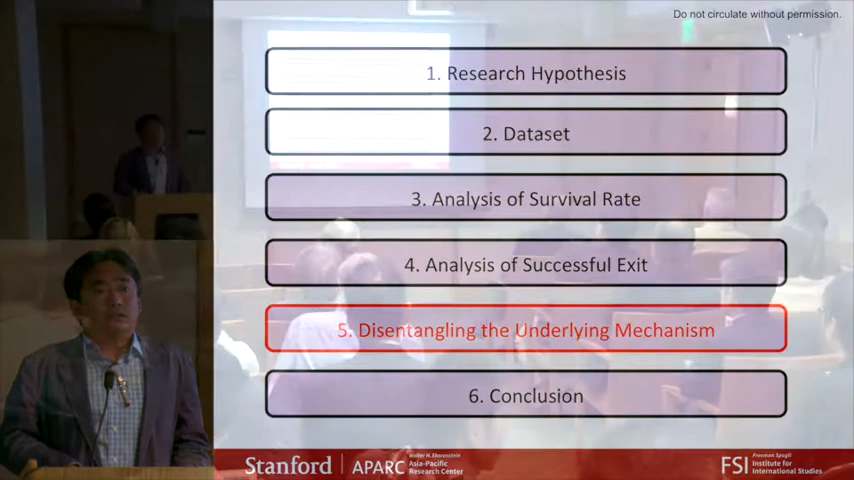 Do not circulate without permission.
1. Research Hypothesis
2. Dataset
3. Analysis of Survival Rate
4. Analysis of Successful Exit
5. Disentangling the Underlying Mechanism
6. Conclusion
Stanford
APARC
Walter H. Shorenstein
Asia-Pacific
Research Center
FSI
Freeman Spogli
Institute for
International Studies